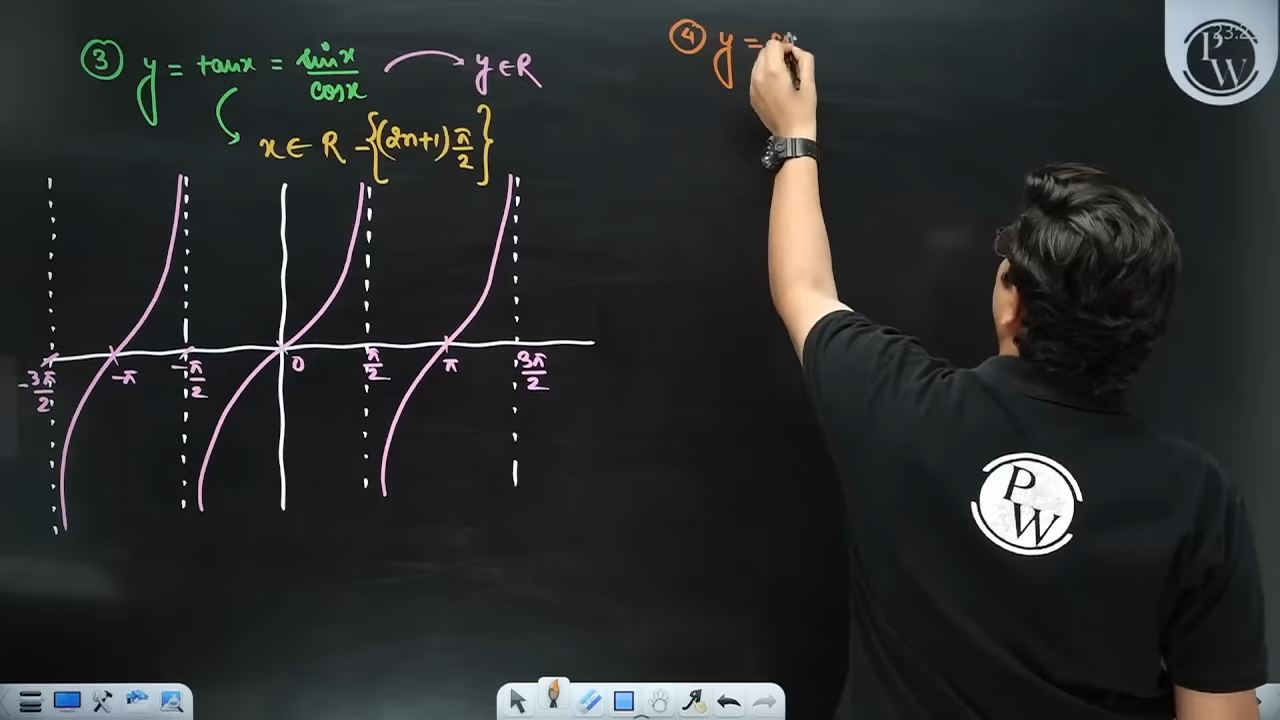 ③ y = tanx = sinx/cosx → y ∈ R
x ∈ R - {(2n+1) π/2}
-3π/2 -π -π/2 0 π/2 π 3π/2
④ y =
PW
PW